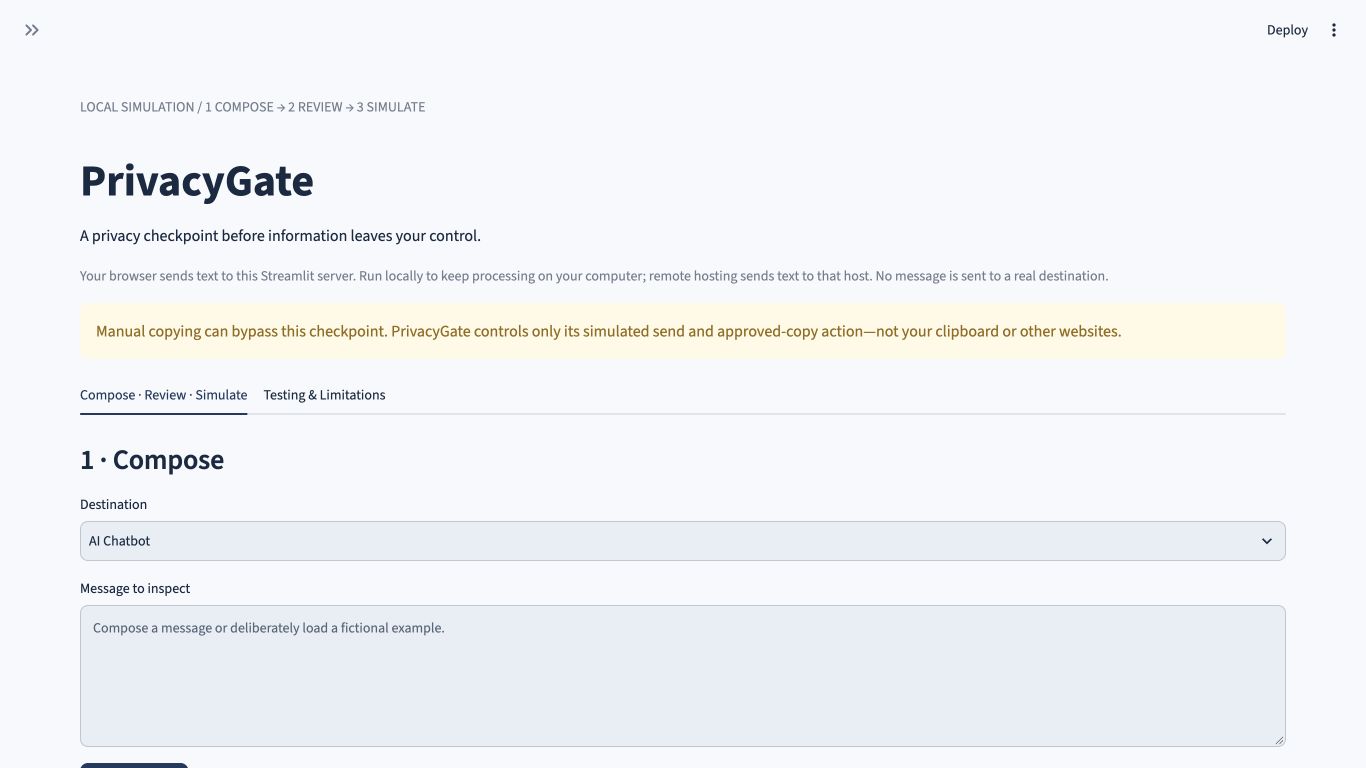 Deploy
LOCAL SIMULATION / 1 COMPOSE → 2 REVIEW → 3 SIMULATE
PrivacyGate
A privacy checkpoint before information leaves your control.
Your browser sends text to this Streamlit server. Run locally to keep processing on your computer; remote hosting sends text to that host. No message is sent to a real destination.
Manual copying can bypass this checkpoint. PrivacyGate controls only its simulated send and approved-copy action—not your clipboard or other websites.
Compose · Review · Simulate
Testing & Limitations
1 · Compose
Destination
AI Chatbot
Message to inspect
Compose a message or deliberately load a fictional example.